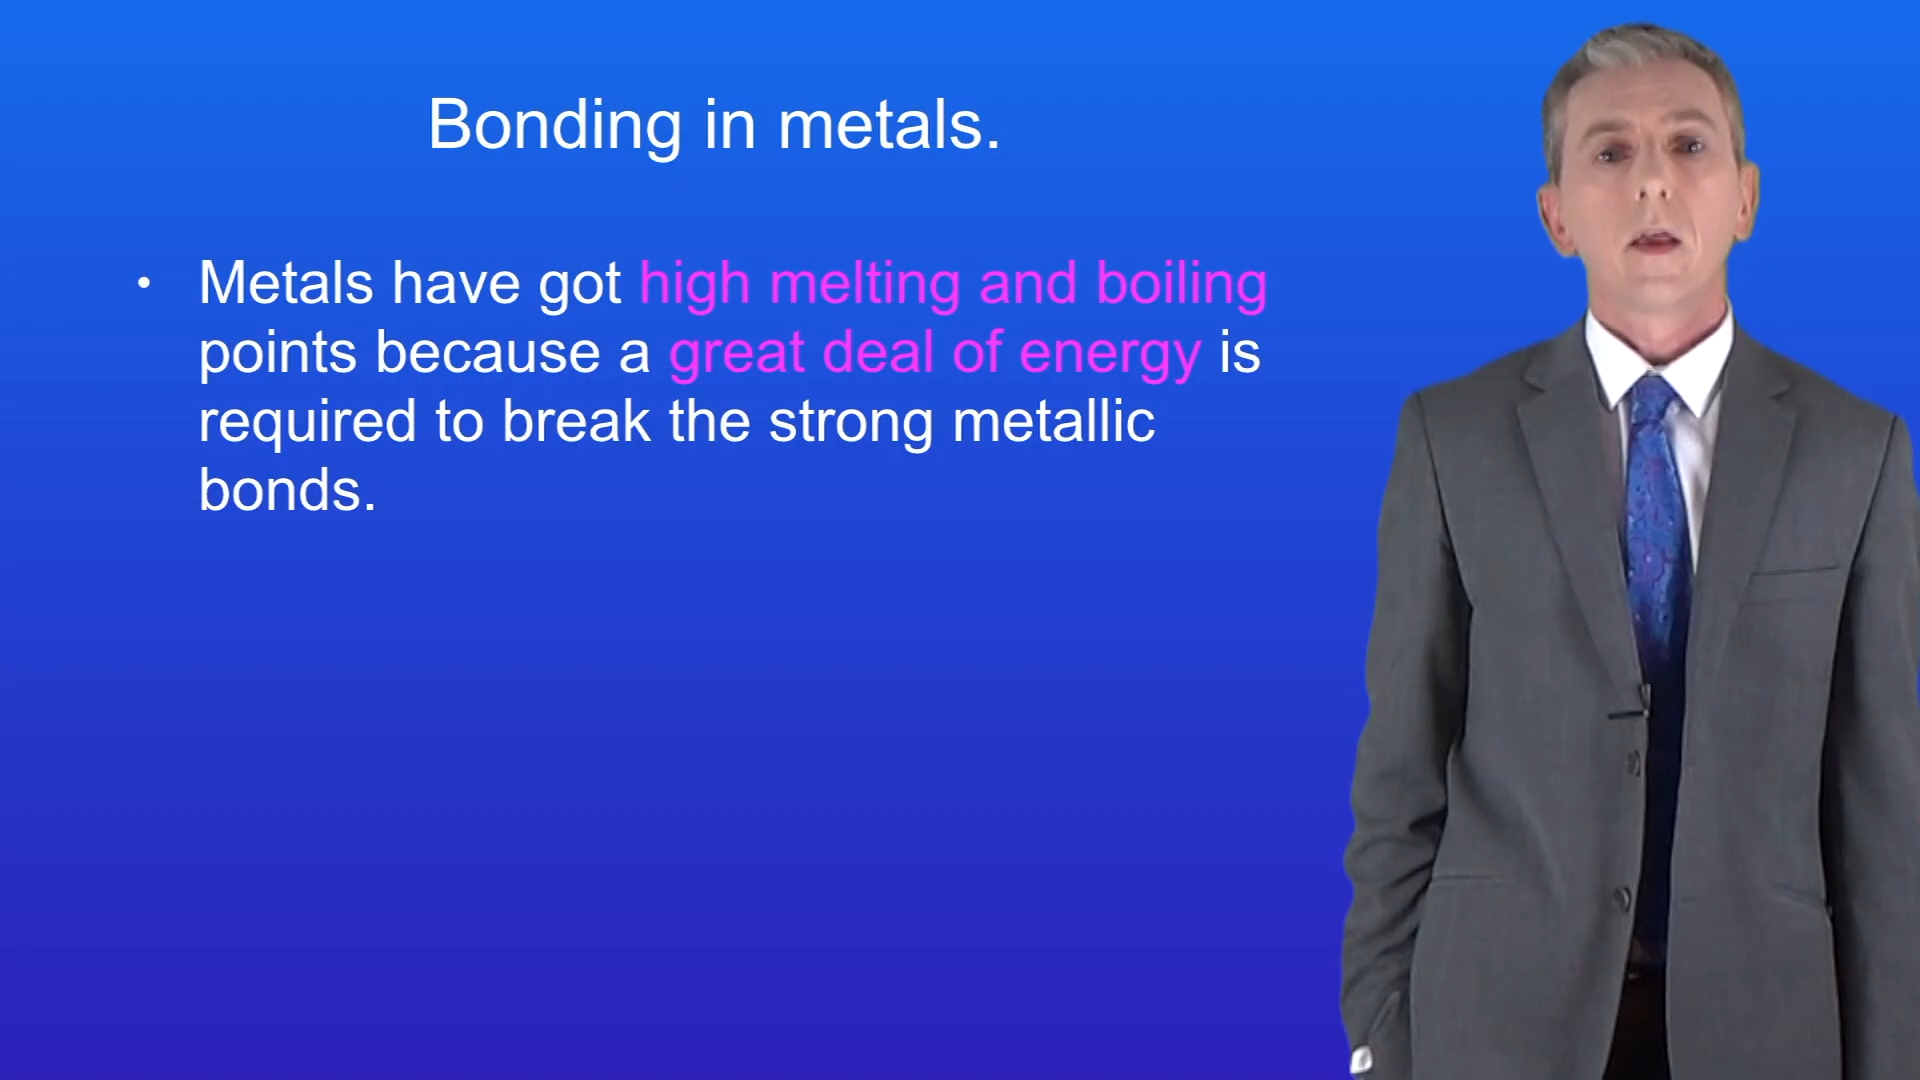 Bonding in metals.
• Metals have got high melting and boiling
points because a great deal of energy is
required to break the strong metallic
bonds.